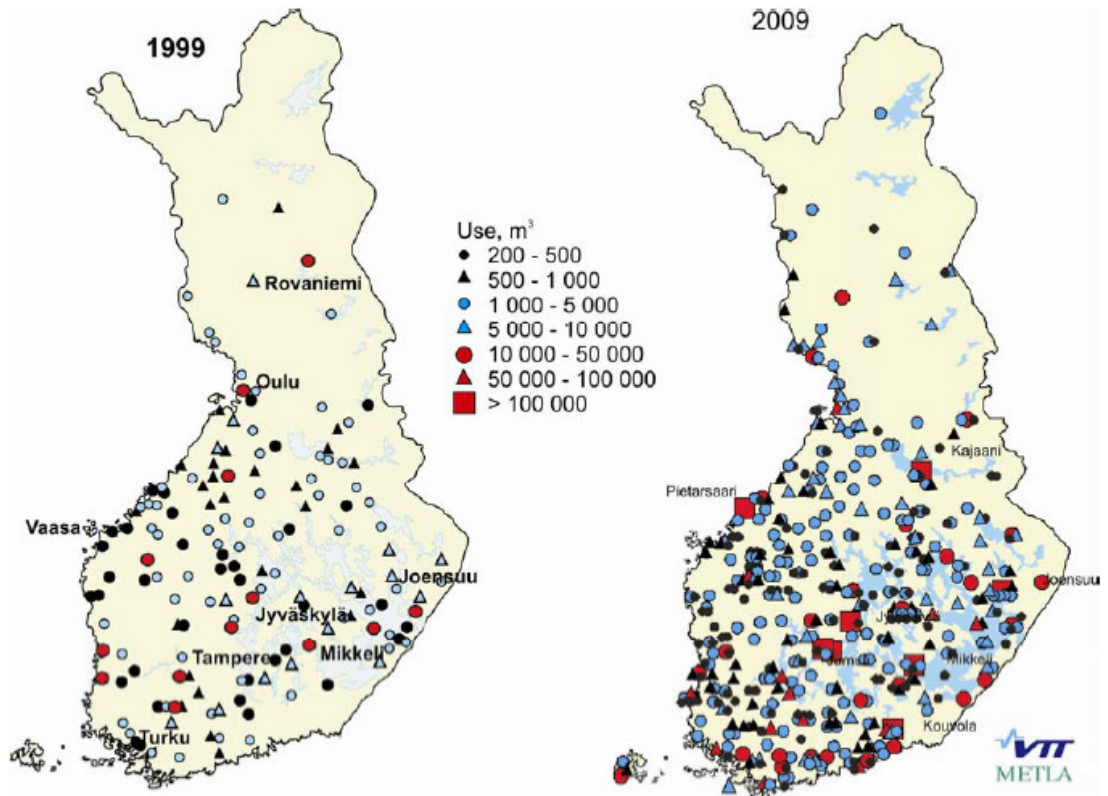 1999
2009
Use, m³
200 - 500
500 - 1 000
1 000 - 5 000
5 000 - 10 000
10 000 - 50 000
50 000 - 100 000
> 100 000
Rovaniemi
Oulu
Vaasa
Joensuu
Jyväskylä
Tampere
Mikkeli
Turku
Kajaani
Pietarsaari
Joensuu
Mikkeli
Kouvola
VTT
METLA